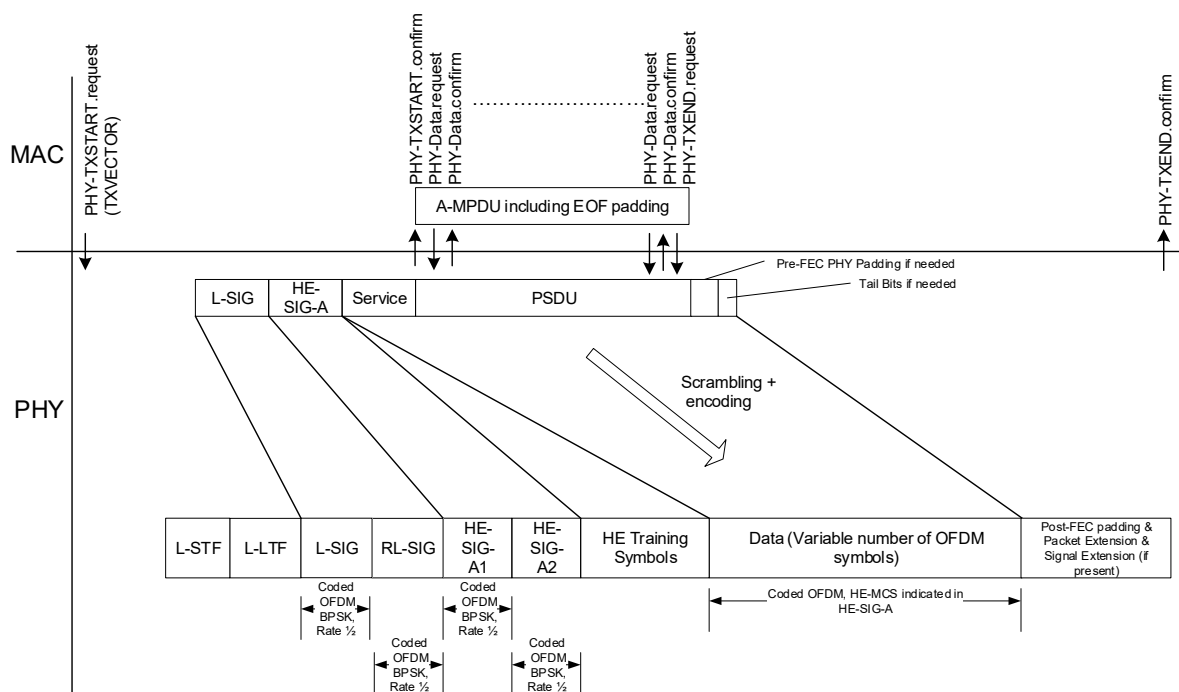 PHY-TXSTART.request
(TXVECTOR)
PHY-TXSTART.confirm
PHY-Data.request
PHY-Data.confirm
PHY-Data.request
PHY-Data.confirm
PHY-TXEND.request
PHY-TXEND.confirm
MAC
A-MPDU including EOF padding
Pre-FEC PHY Padding if needed
Tail Bits if needed
L-SIG
HE-
SIG-A
Service
PSDU
Scrambling +
encoding
PHY
L-STF
L-LTF
L-SIG
RL-SIG
HE-
SIG-
A1
HE-
SIG-
A2
HE Training
Symbols
Data (Variable number of OFDM
symbols)
Post-FEC padding &
Packet Extension &
Signal Extension (if
present)
Coded
OFDM,
BPSK,
Rate ½
Coded
OFDM,
BPSK,
Rate ½
Coded OFDM, HE-MCS indicated in
HE-SIG-A
Coded
OFDM,
BPSK,
Rate ½
Coded
OFDM,
BPSK,
Rate ½